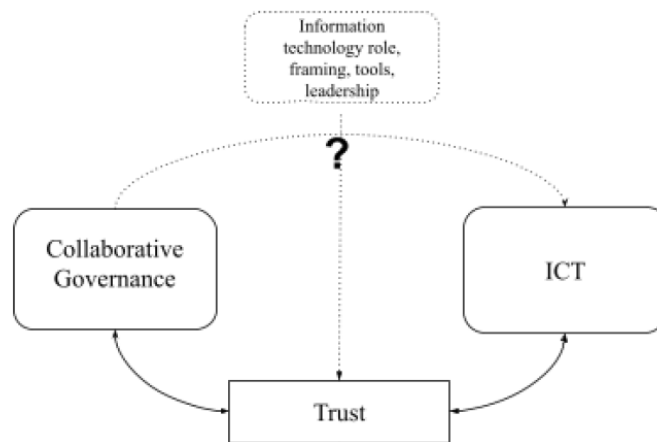 Information
technology role,
framing, tools,
leadership
?
Collaborative
Governance
ICT
Trust